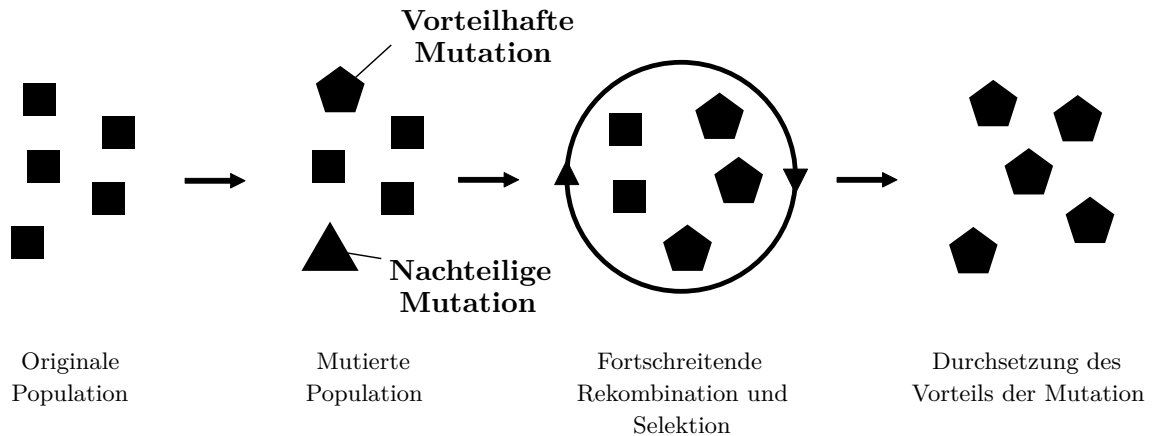 Vorteilhafte
Mutation
Nachteilige
Mutation
Originale
Population
Mutierte
Population
Fortschreitende
Rekombination und
Selektion
Durchsetzung des
Vorteils der Mutation